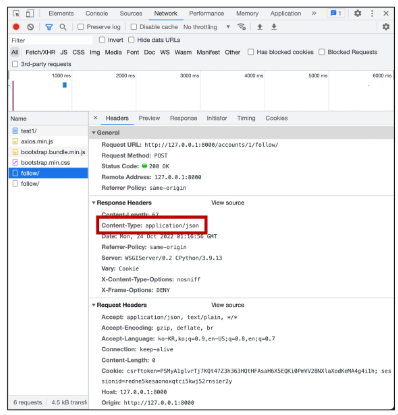 Elements Console Sources Network Performance Memory Application » 1
Preserve log Disable cache No throttling
Filter Invert Hide data URLs
All Fetch/XHR JS CSS Img Media Font Doc WS Wasm Manifest Other Has blocked cookies Blocked Requests
3rd-party requests
1000 ms 2000 ms 3000 ms 4000 ms 5000 ms 6000 ms
Name × Headers Preview Response Initiator Timing Cookies
test1/
axios.min.js
bootstrap.bundle.min.js
bootstrap.min.css
follow/
follow/
▼ General
Request URL: http://127.0.0.1:8000/accounts/1/follow/
Request Method: POST
Status Code: 200 OK
Remote Address: 127.0.0.1:8000
Referrer Policy: same-origin
▼ Response Headers View source
Content-Length: 62
Content-Type: application/json
Date: Mon, 24 Oct 2022 01:16:56 GMT
Referrer-Policy: same-origin
Server: WSGIServer/0.2 CPython/3.9.13
Vary: Cookie
X-Content-Type-Options: nosniff
X-Frame-Options: DENY
▼ Request Headers View source
Accept: application/json, text/plain, */*
Accept-Encoding: gzip, deflate, br
Accept-Language: ko-KR,ko;q=0.9,en-US;q=0.8,en;q=0.7
Connection: keep-alive
Content-Length: 0
Cookie:
Host: 127.0.0.1:8000
Origin: http://127.0.0.1:8000
6 requests 4.5 kB transf